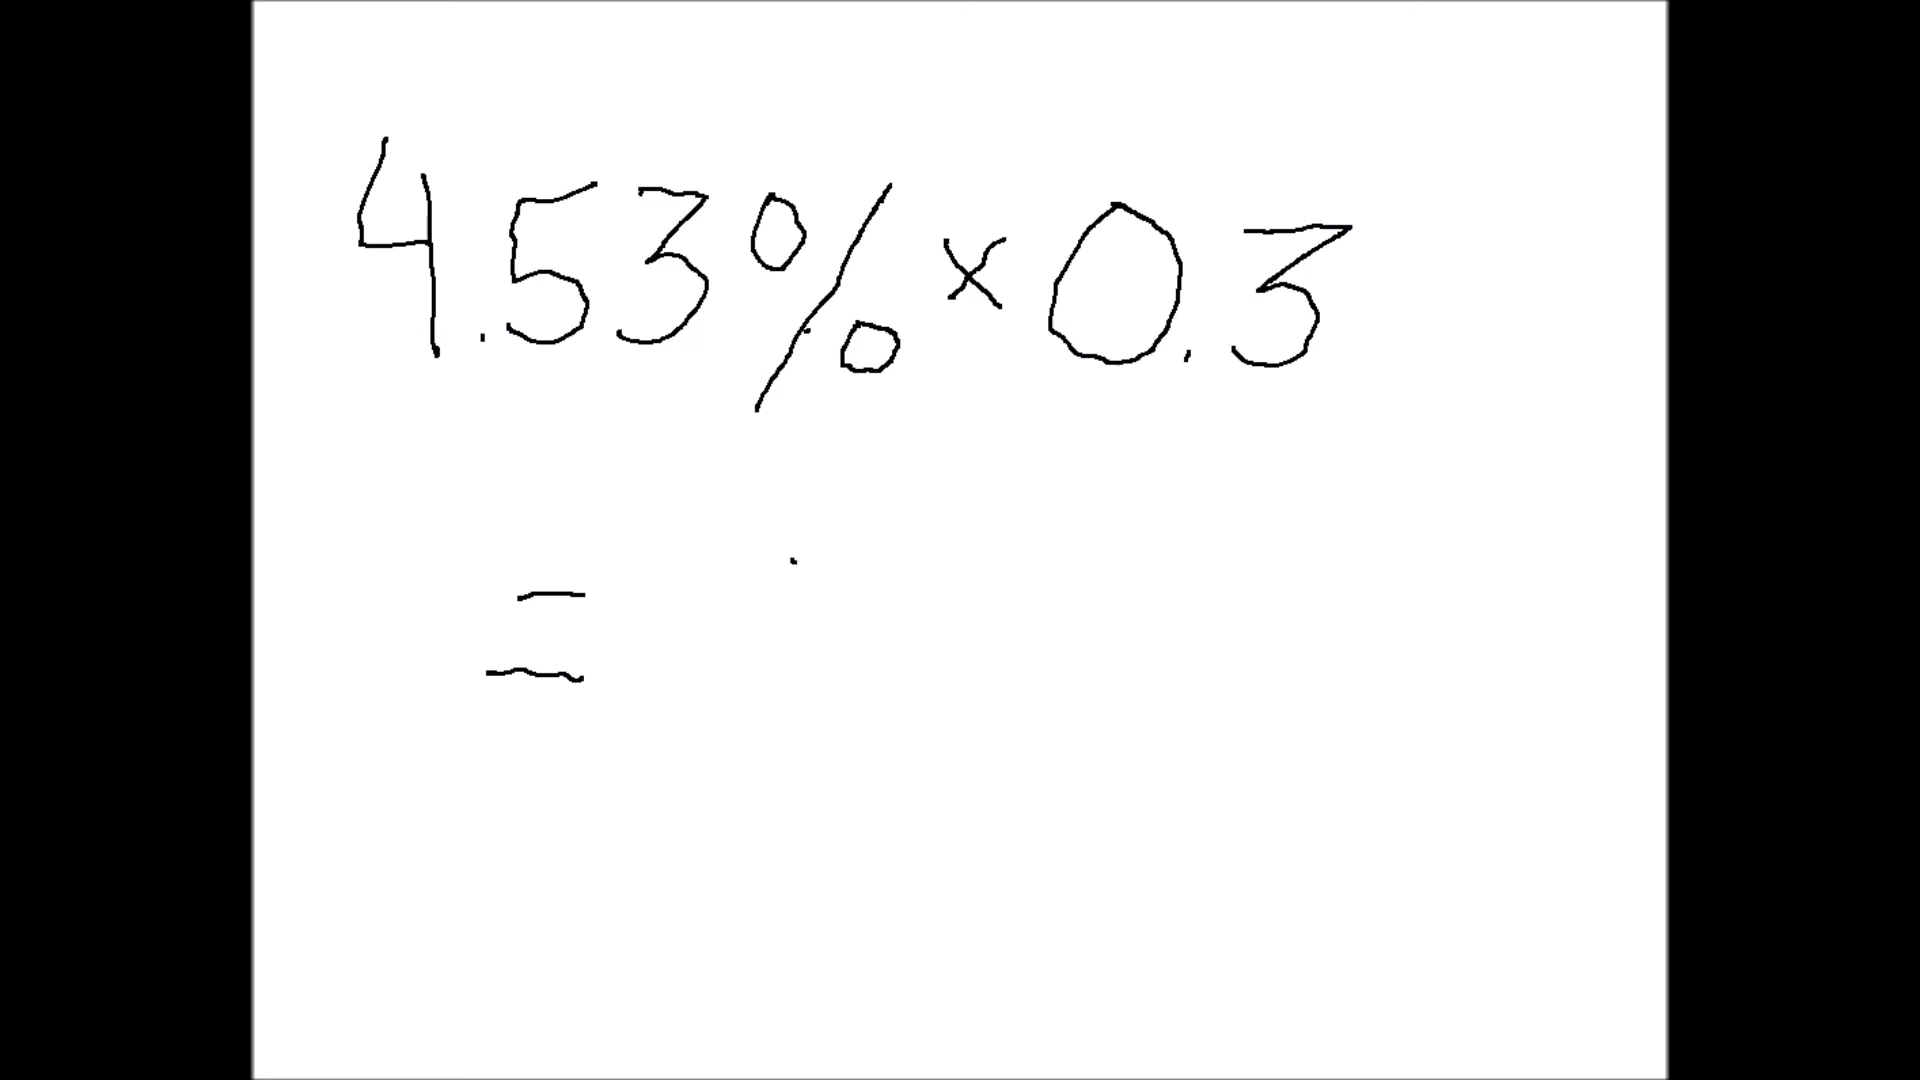 4.53% × 0.3
=